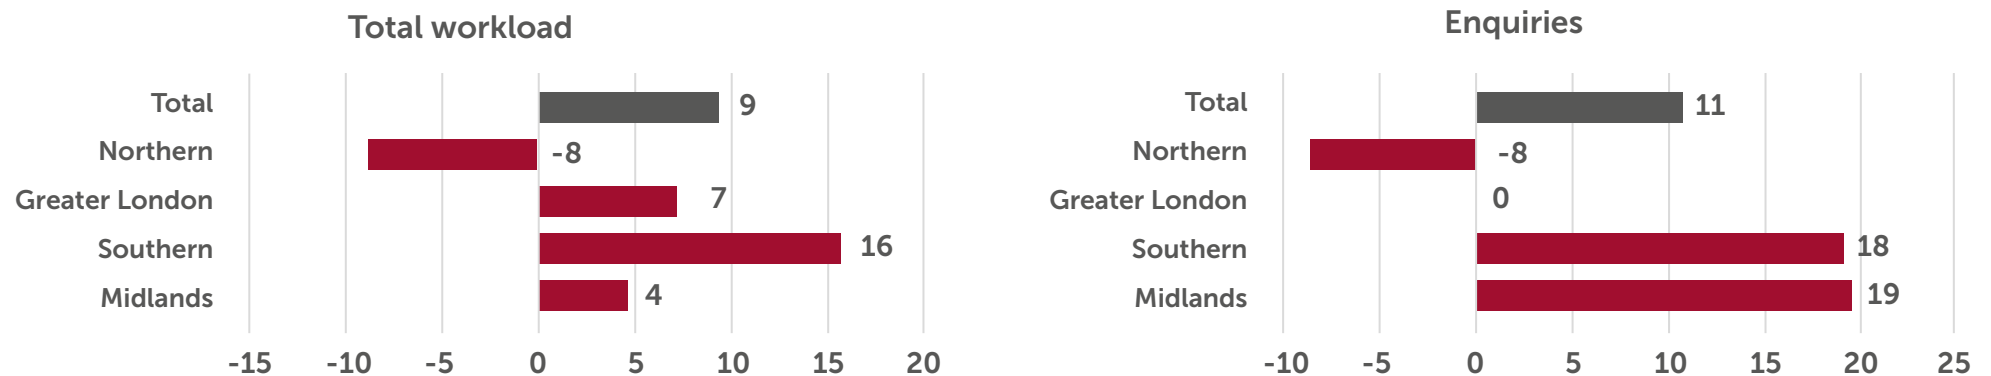 Total workload
Total 9
Northern -8
Greater London 7
Southern 16
Midlands 4
-15 -10 -5 0 5 10 15 20
Enquiries
Total 11
Northern -8
Greater London 0
Southern 18
Midlands 19
-10 -5 0 5 10 15 20 25